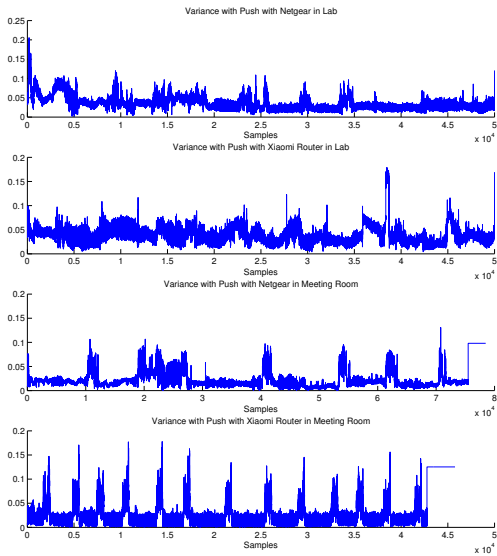 Variance with Push with Netgear in Lab
0.25
0.2
0.15
0.1
0.05
0
0 0.5 1 1.5 2 2.5 3 3.5 4 4.5 5
Samples
x 10^4
Variance with Push with Xiaomi Router in Lab
0.2
0.15
0.1
0.05
0
0 0.5 1 1.5 2 2.5 3 3.5 4 4.5 5
Samples
x 10^4
Variance with Push with Netgear in Meeting Room
0.2
0.15
0.1
0.05
0
0 1 2 3 4 5 6 7 8
Samples
x 10^4
Variance with Push with Xiaomi Router in Meeting Room
0.2
0.15
0.1
0.05
0
0 0.5 1 1.5 2 2.5 3 3.5 4 4.5 5
Samples
x 10^4